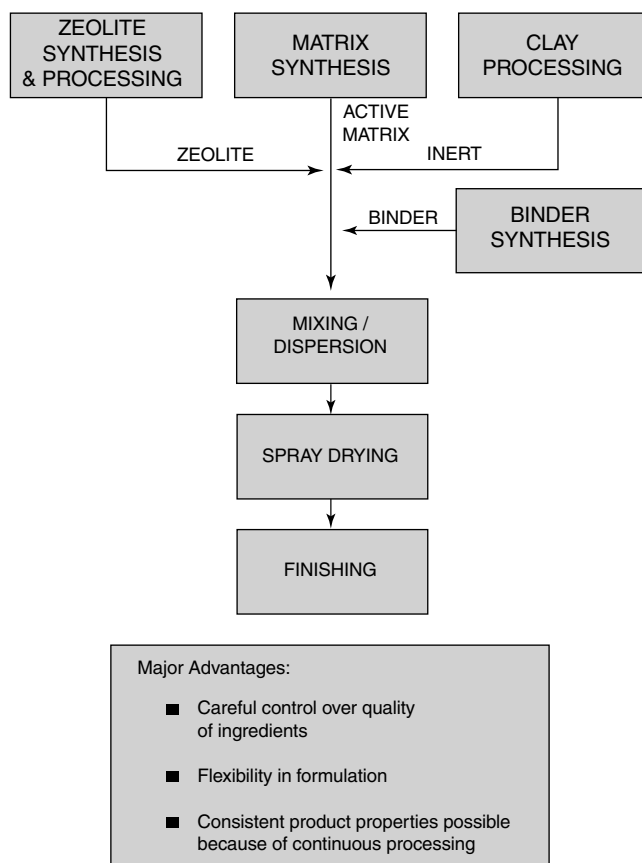 ZEOLITE
SYNTHESIS
& PROCESSING
MATRIX
SYNTHESIS
CLAY
PROCESSING
ACTIVE
MATRIX
ZEOLITE
INERT
BINDER
BINDER
SYNTHESIS
MIXING /
DISPERSION
SPRAY DRYING
FINISHING
Major Advantages:
■ Careful control over quality
of ingredients
■ Flexibility in formulation
■ Consistent product properties possible
because of continuous processing